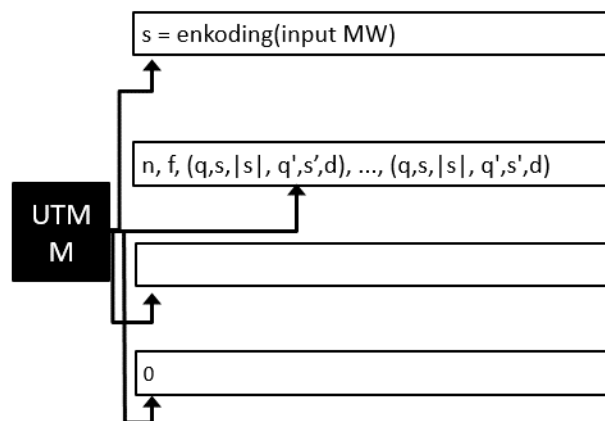 s = enkoding(input MW)
n, f, (q,s,|s|, q',s’,d), ..., (q,s,|s|, q',s',d)
UTM
M
0